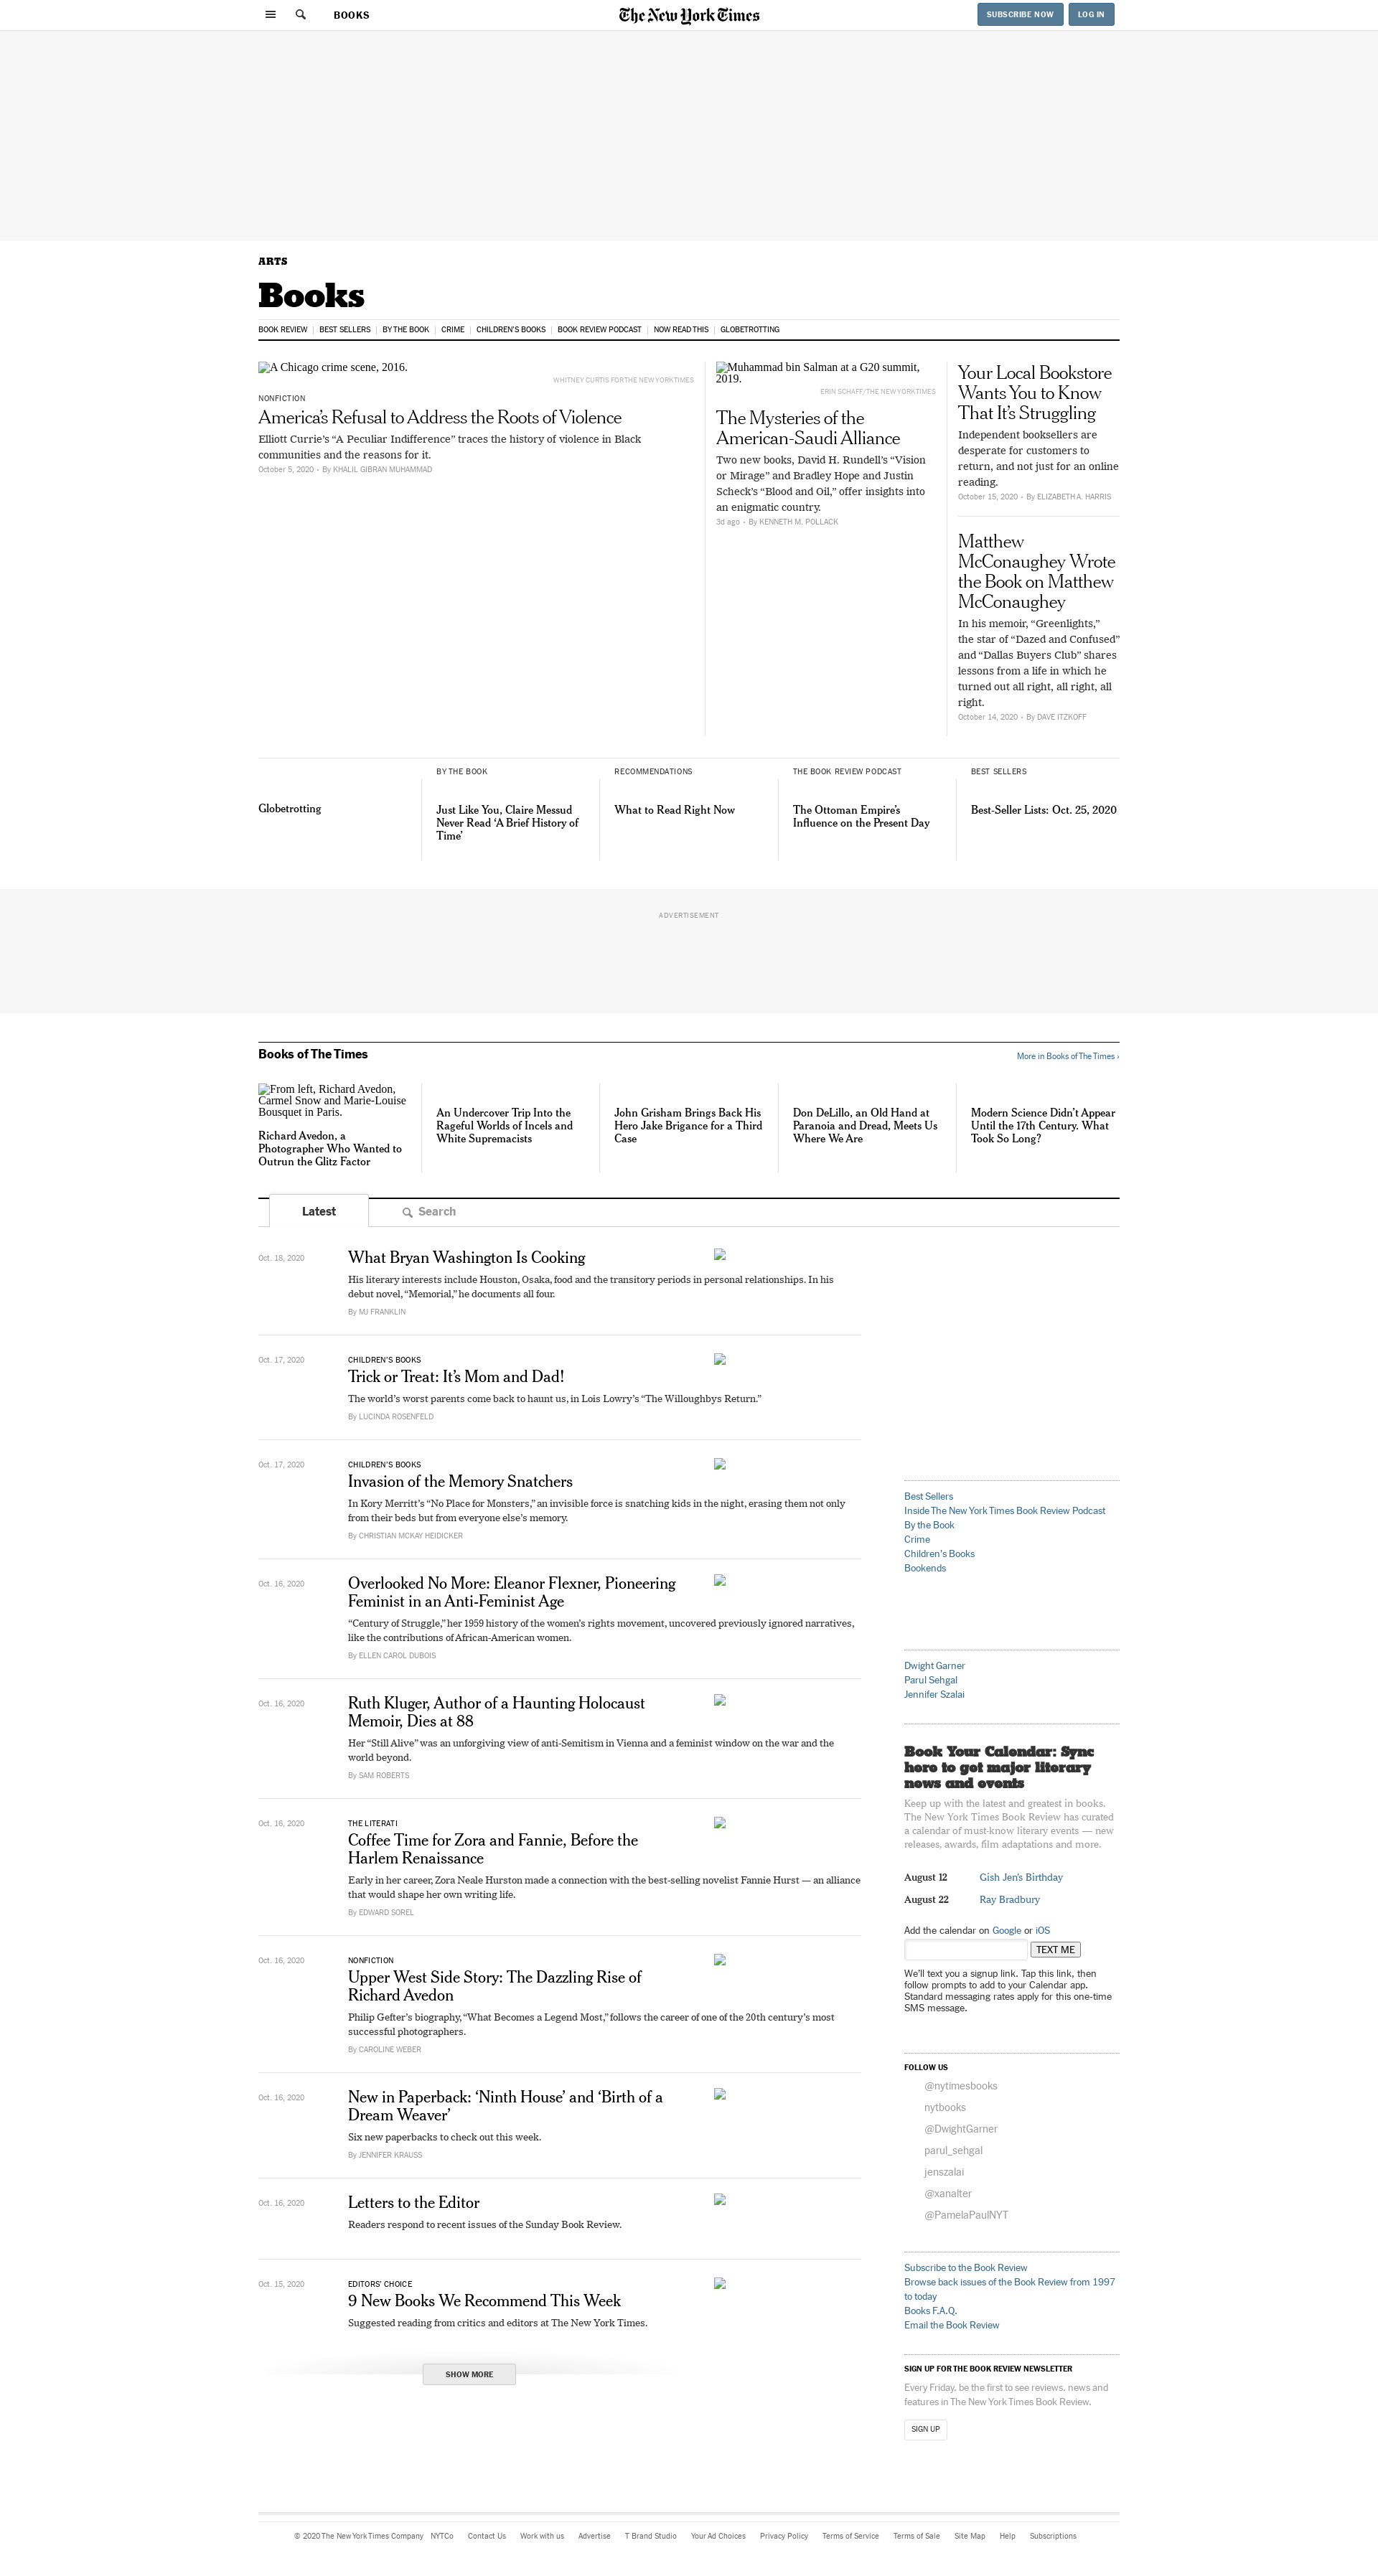 BOOKS
The New York Times
SUBSCRIBE NOW
LOG IN
ARTS
Books
BOOK REVIEW
BEST SELLERS
BY THE BOOK
CRIME
CHILDREN'S BOOKS
BOOK REVIEW PODCAST
NOW READ THIS
GLOBETROTTING
A Chicago crime scene, 2016.
WHITNEY CURTIS FOR THE NEW YORK TIMES
NONFICTION
America's Refusal to Address the Roots of Violence
Elliott Currie's “A Peculiar Indifference” traces the history of violence in Black
communities and the reasons for it.
October 5, 2020 · By KHALIL GIBRAN MUHAMMAD
Muhammad bin Salman at a G20 summit,
2019.
ERIN SCHAFF/THE NEW YORK TIMES
The Mysteries of the
American-Saudi Alliance
Two new books, David H. Rundell's “Vision
or Mirage” and Bradley Hope and Justin
Scheck's “Blood and Oil,” offer insights into
an enigmatic country.
3d ago · By KENNETH M. POLLACK
Your Local Bookstore
Wants You to Know
That It's Struggling
Independent booksellers are
desperate for customers to
return, and not just for an online
reading.
October 15, 2020 · By ELIZABETH A. HARRIS
Matthew
McConaughey Wrote
the Book on Matthew
McConaughey
In his memoir, “Greenlights,”
the star of “Dazed and Confused”
and “Dallas Buyers Club” shares
lessons from a life in which he
turned out all right, all right, all
right.
October 14, 2020 · By DAVE ITZKOFF
Globetrotting
BY THE BOOK
Just Like You, Claire Messud
Never Read ‘A Brief History of
Time’
RECOMMENDATIONS
What to Read Right Now
THE BOOK REVIEW PODCAST
The Ottoman Empire's
Influence on the Present Day
BEST SELLERS
Best-Seller Lists: Oct. 25, 2020
ADVERTISEMENT
Books of The Times
More in Books of The Times ›
From left, Richard Avedon,
Carmel Snow and Marie-Louise
Bousquet in Paris.
Richard Avedon, a
Photographer Who Wanted to
Outrun the Glitz Factor
An Undercover Trip Into the
Rageful Worlds of Incels and
White Supremacists
John Grisham Brings Back His
Hero Jake Brigance for a Third
Case
Don DeLillo, an Old Hand at
Paranoia and Dread, Meets Us
Where We Are
Modern Science Didn't Appear
Until the 17th Century. What
Took So Long?
Latest
Search
Oct. 18, 2020
What Bryan Washington Is Cooking
His literary interests include Houston, Osaka, food and the transitory periods in personal relationships. In his
debut novel, “Memorial,” he documents all four.
By MJ FRANKLIN
Oct. 17, 2020
CHILDREN'S BOOKS
Trick or Treat: It's Mom and Dad!
The world's worst parents come back to haunt us, in Lois Lowry's “The Willoughbys Return.”
By LUCINDA ROSENFELD
Oct. 17, 2020
CHILDREN'S BOOKS
Invasion of the Memory Snatchers
In Kory Merritt's “No Place for Monsters,” an invisible force is snatching kids in the night, erasing them not only
from their beds but from everyone else's memory.
By CHRISTIAN MCKAY HEIDICKER
Oct. 16, 2020
Overlooked No More: Eleanor Flexner, Pioneering
Feminist in an Anti-Feminist Age
“Century of Struggle,” her 1959 history of the women's rights movement, uncovered previously ignored narratives,
like the contributions of African-American women.
By ELLEN CAROL DUBOIS
Oct. 16, 2020
Ruth Kluger, Author of a Haunting Holocaust
Memoir, Dies at 88
Her “Still Alive” was an unforgiving view of anti-Semitism in Vienna and a feminist window on the war and the
world beyond.
By SAM ROBERTS
Oct. 16, 2020
THE LITERATI
Coffee Time for Zora and Fannie, Before the
Harlem Renaissance
Early in her career, Zora Neale Hurston made a connection with the best-selling novelist Fannie Hurst — an alliance
that would shape her own writing life.
By EDWARD SOREL
Oct. 16, 2020
NONFICTION
Upper West Side Story: The Dazzling Rise of
Richard Avedon
Philip Gefter's biography, “What Becomes a Legend Most,” follows the career of one of the 20th century's most
successful photographers.
By CAROLINE WEBER
Oct. 16, 2020
New in Paperback: ‘Ninth House’ and ‘Birth of a
Dream Weaver’
Six new paperbacks to check out this week.
By JENNIFER KRAUSS
Oct. 16, 2020
Letters to the Editor
Readers respond to recent issues of the Sunday Book Review.
Oct. 15, 2020
EDITORS' CHOICE
9 New Books We Recommend This Week
Suggested reading from critics and editors at The New York Times.
SHOW MORE
Best Sellers
Inside The New York Times Book Review Podcast
By the Book
Crime
Children's Books
Bookends
Dwight Garner
Parul Sehgal
Jennifer Szalai
Book Your Calendar: Sync
here to get major literary
news and events
Keep up with the latest and greatest in books.
The New York Times Book Review has curated
a calendar of must-know literary events — new
releases, awards, film adaptations and more.
August 12 Gish Jen's Birthday
August 22 Ray Bradbury
Add the calendar on Google or iOS
TEXT ME
We'll text you a signup link. Tap this link, then
follow prompts to add to your Calendar app.
Standard messaging rates apply for this one-time
SMS message.
FOLLOW US
@nytimesbooks
nytbooks
@DwightGarner
parul_sehgal
jenszalai
@xanalter
@PamelaPaulNYT
Subscribe to the Book Review
Browse back issues of the Book Review from 1997
to today
Books F.A.Q.
Email the Book Review
SIGN UP FOR THE BOOK REVIEW NEWSLETTER
Every Friday, be the first to see reviews, news and
features in The New York Times Book Review.
SIGN UP
© 2020 The New York Times Company NYTCo Contact Us Work with us Advertise T Brand Studio Your Ad Choices Privacy Policy Terms of Service Terms of Sale Site Map Help Subscriptions